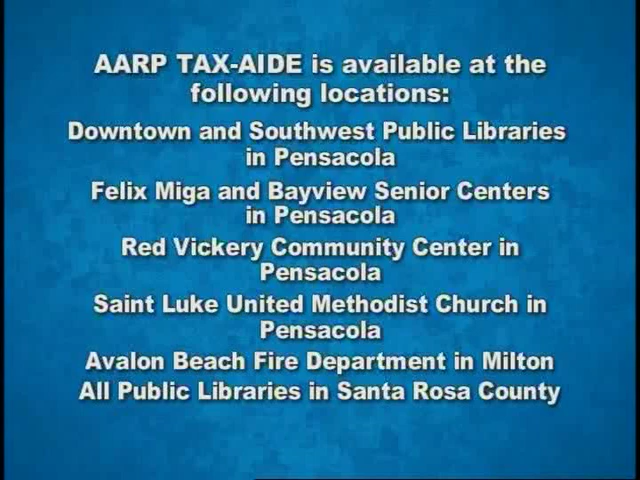 AARP TAX-AIDE is available at the
following locations:
Downtown and Southwest Public Libraries
in Pensacola
Felix Miga and Bayview Senior Centers
in Pensacola
Red Vickery Community Center in
Pensacola
Saint Luke United Methodist Church in
Pensacola
Avalon Beach Fire Department in Milton
All Public Libraries in Santa Rosa County